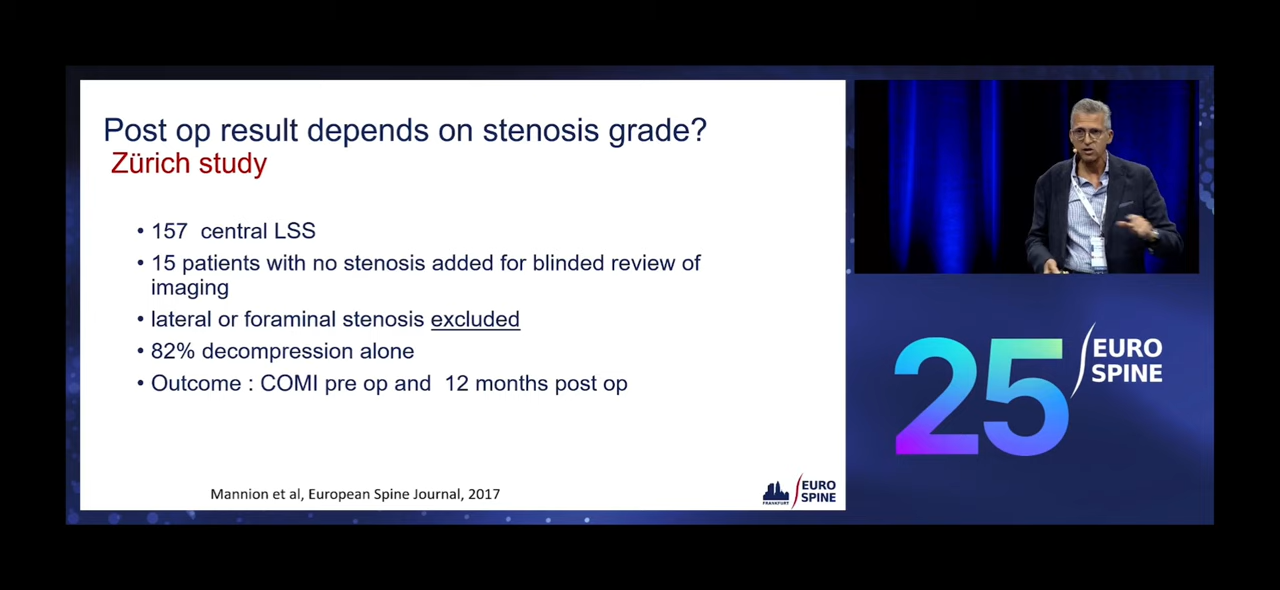 Post op result depends on stenosis grade?
Zürich study
• 157 central LSS
• 15 patients with no stenosis added for blinded review of
imaging
• lateral or foraminal stenosis excluded
• 82% decompression alone
• Outcome : COMI pre op and 12 months post op
Mannion et al, European Spine Journal, 2017
FRANKFURT
EURO
SPINE
25
EURO
SPINE